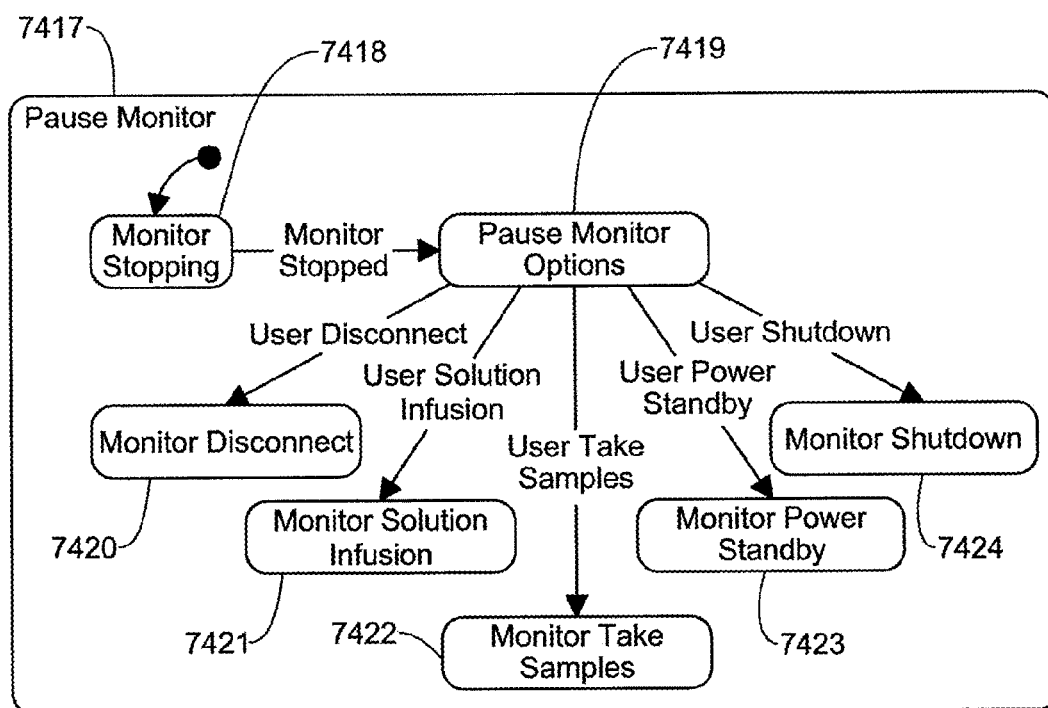 7417
7418
7419
Pause Monitor
Monitor
Stopping
Monitor
Stopped
Pause Monitor
Options
User Disconnect
User Solution
Infusion
User Take
Samples
User Power
Standby
User Shutdown
Monitor Disconnect
Monitor Solution
Infusion
Monitor Take
Samples
Monitor Power
Standby
Monitor Shutdown
7420
7421
7422
7423
7424